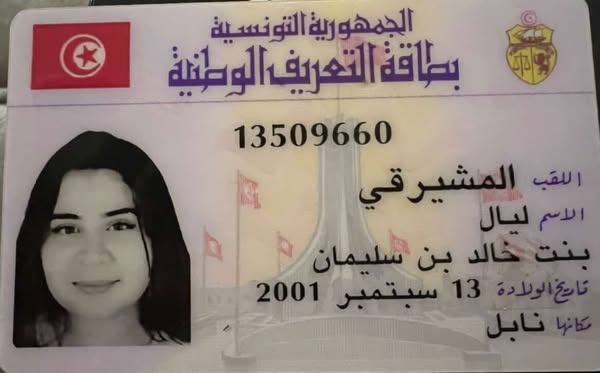 الجمهورية التونسية
بطاقة التعريف الوطنية
13509660
اللقب المشيرقي
الاسم ليال
بنت خالد بن سليمان
تاريخ الولادة 13 سبتمبر 2001
مكانها نابل